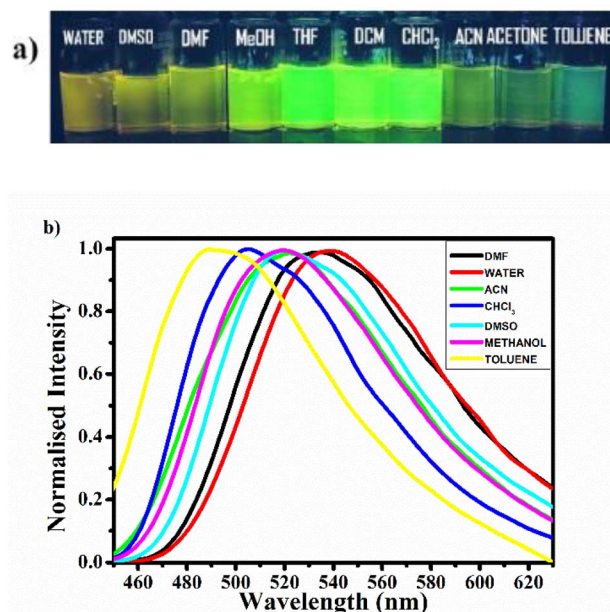 a)
WATER DMSO DMF MeOH THF DCM CHCl₃ ACN ACETONE TOLUENE
b)
DMF
WATER
ACN
CHCl₃
DMSO
METHANOL
TOLUENE
Normalised Intensity
1.0
0.8
0.6
0.4
0.2
0.0
460 480 500 520 540 560 580 600 620
Wavelength (nm)